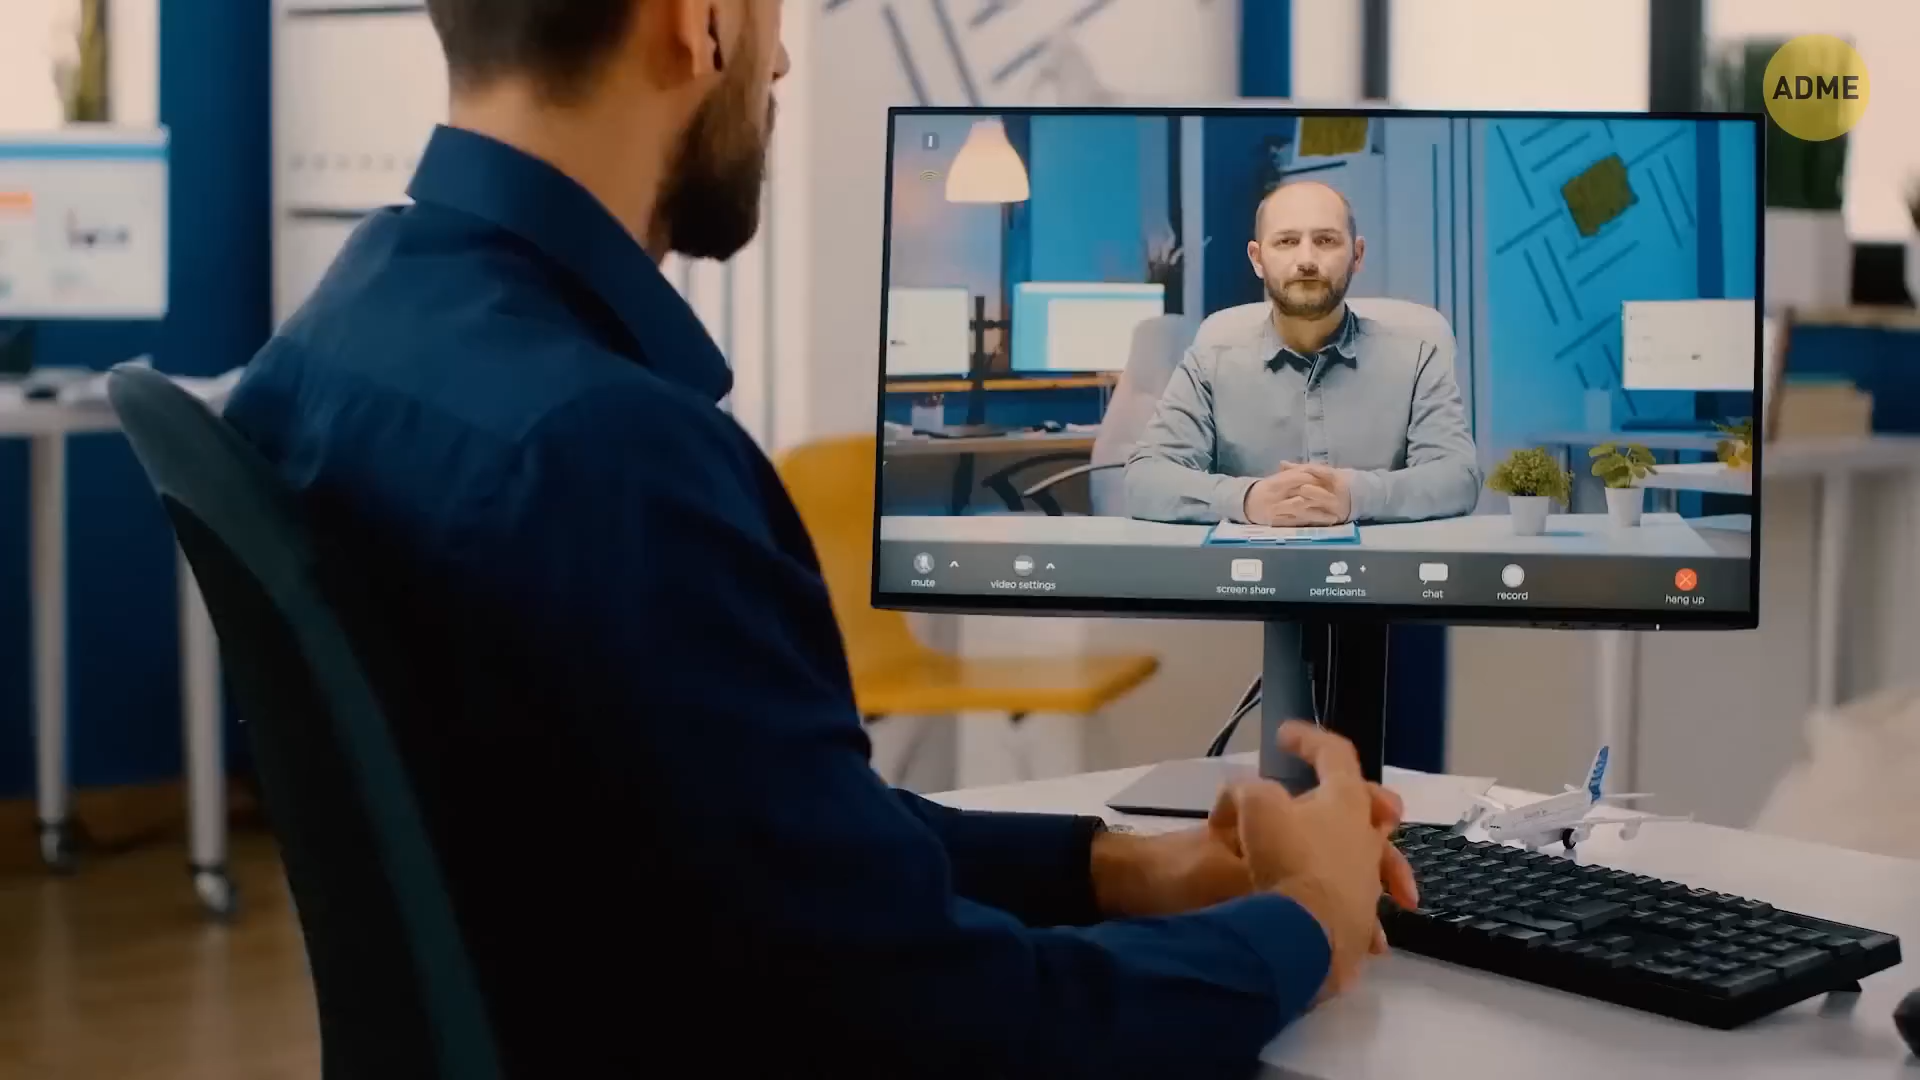 ADME
mute
video settings
screen share
participants
chat
record
hang up